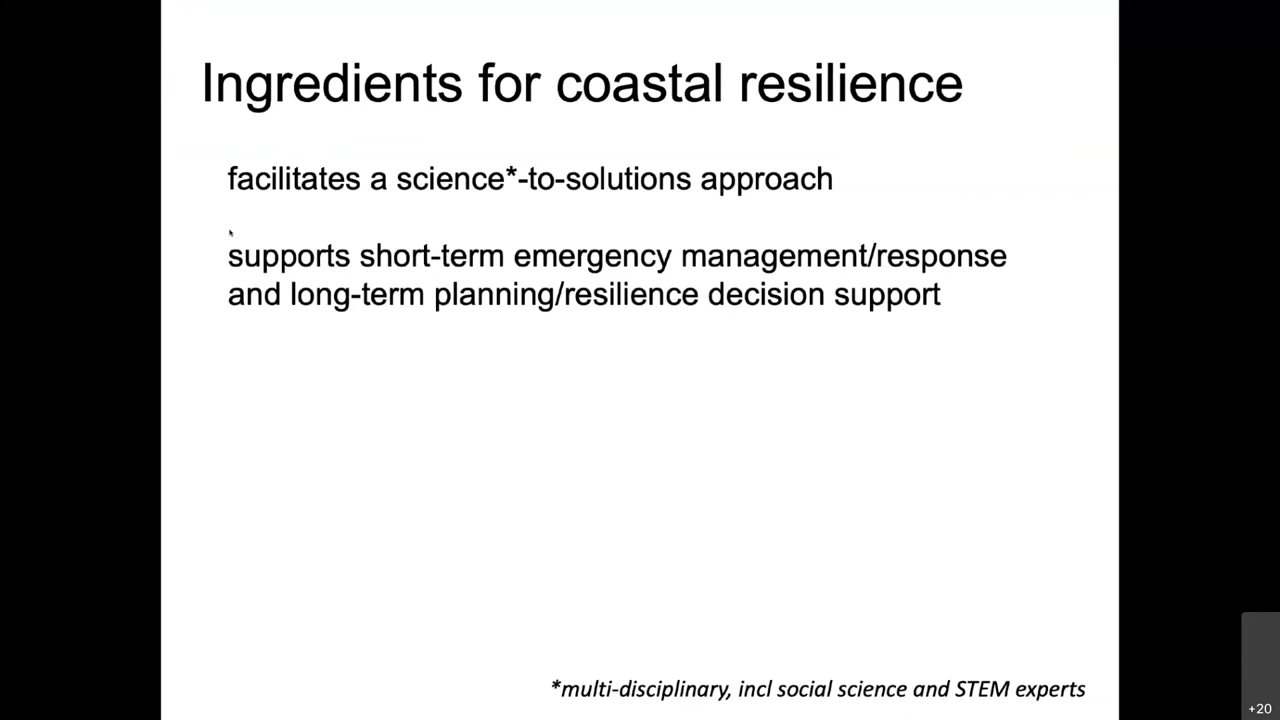 Ingredients for coastal resilience
facilitates a science*-to-solutions approach
supports short-term emergency management/response
and long-term planning/resilience decision support
*multi-disciplinary, incl social science and STEM experts
+20